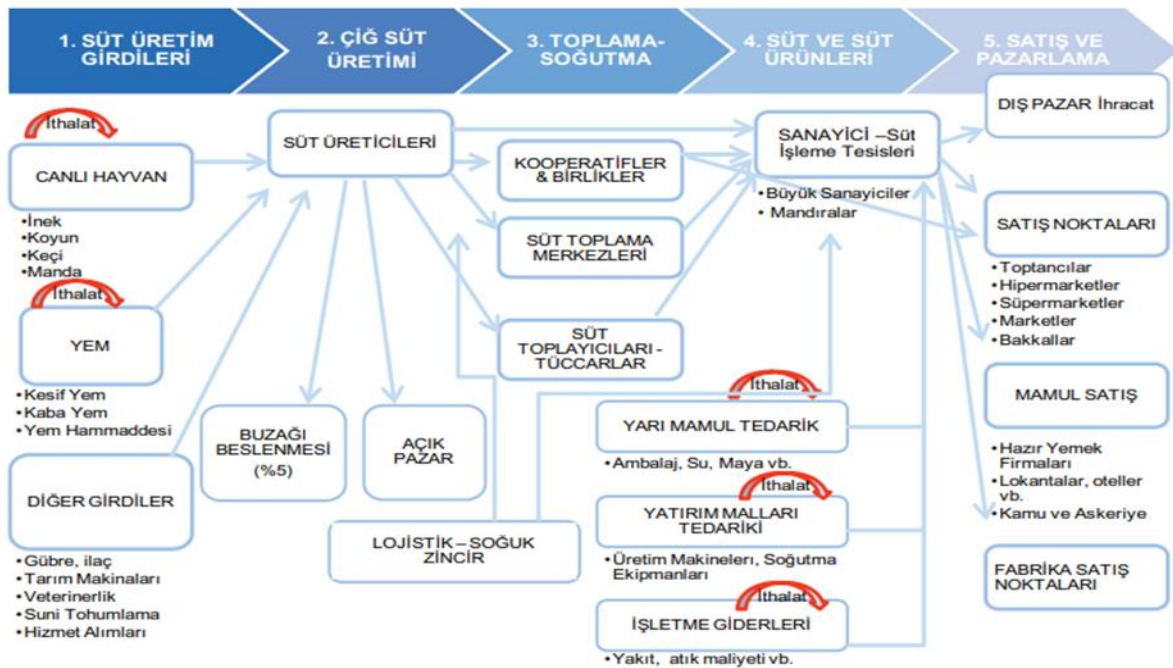 1. SÜT ÜRETİM
GİRDİLERİ
2. ÇİĞ SÜT
ÜRETİMİ
3. TOPLAMA-
SOĞUTMA
4. SÜT VE SÜT
ÜRÜNLERİ
5. SATIŞ VE
PAZARLAMA
İthalat
CANLI HAYVAN
•İnek
•Koyun
•Keçi
•Manda
İthalat
YEM
•Kesif Yem
•Kaba Yem
•Yem Hammaddesi
DİĞER GİRDİLER
•Gübre, ilaç
•Tarım Makinaları
•Veterinerlik
•Suni Tohumlama
•Hizmet Alımları
SÜT ÜRETİCİLERİ
BUZAĞI
BESLENMESİ
(%5)
AÇIK
PAZAR
LOJİSTİK – SOĞUK
ZİNCİR
KOOPERATİFLER
& BİRLİKLER
SÜT TOPLAMA
MERKEZLERİ
SÜT
TOPLAYICILARI -
TÜCCARLAR
SANAYİCİ –Süt
İşleme Tesisleri
•Büyük Sanayiciler
• Mandıralar
İthalat
YARI MAMUL TEDARİK
•Ambalaj, Su, Maya vb.
İthalat
YATIRIM MALLARI
TEDARİKİ
•Üretim Makineleri, Soğutma
Ekipmanları
İthalat
İŞLETME GİDERLERİ
•Yakıt, atık maliyeti vb.
DIŞ PAZAR İhracat
SATIŞ NOKTALARI
•Toptancılar
•Hipermarketler
•Süpermarketler
•Marketler
•Bakkallar
MAMUL SATIŞ
•Hazır Yemek
Firmaları
•Lokantalar, oteller
vb.
•Kamu ve Askeriye
FABRİKA SATIŞ
NOKTALARI